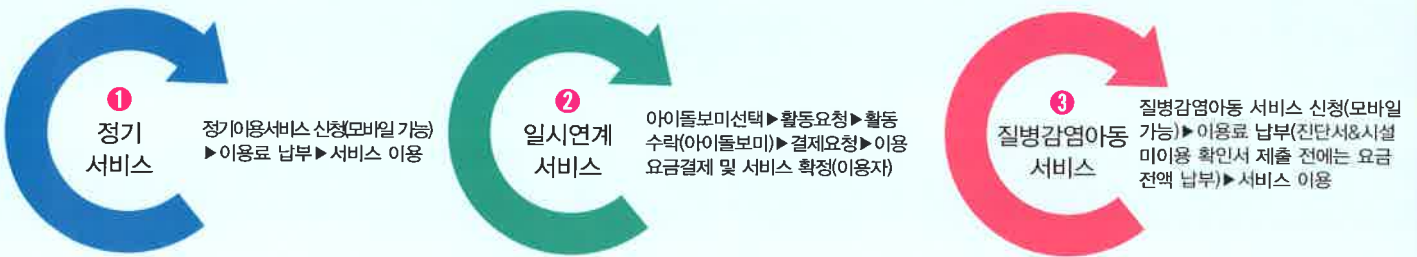 1
정기
서비스
정기이용서비스 신청(모바일 가능)
▶이용료 납부▶서비스 이용
2
일시연계
서비스
아이돌보미선택▶활동요청▶활동
수락(아이돌보미)▶결제요청▶이용
요금결제 및 서비스 확정(이용자)
3
질병감염아동
서비스
질병감염아동 서비스 신청(모바일
가능)▶이용료 납부(진단서&시설
미이용 확인서 제출 전에는 요금
전액 납부)▶서비스 이용